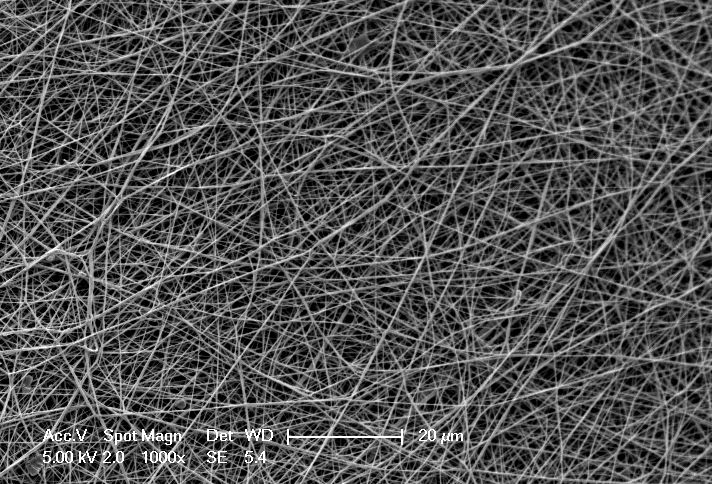 Acc.V Spot Magn Det WD 20 µm
5.00 kV 2.0 1000x SE 5.4